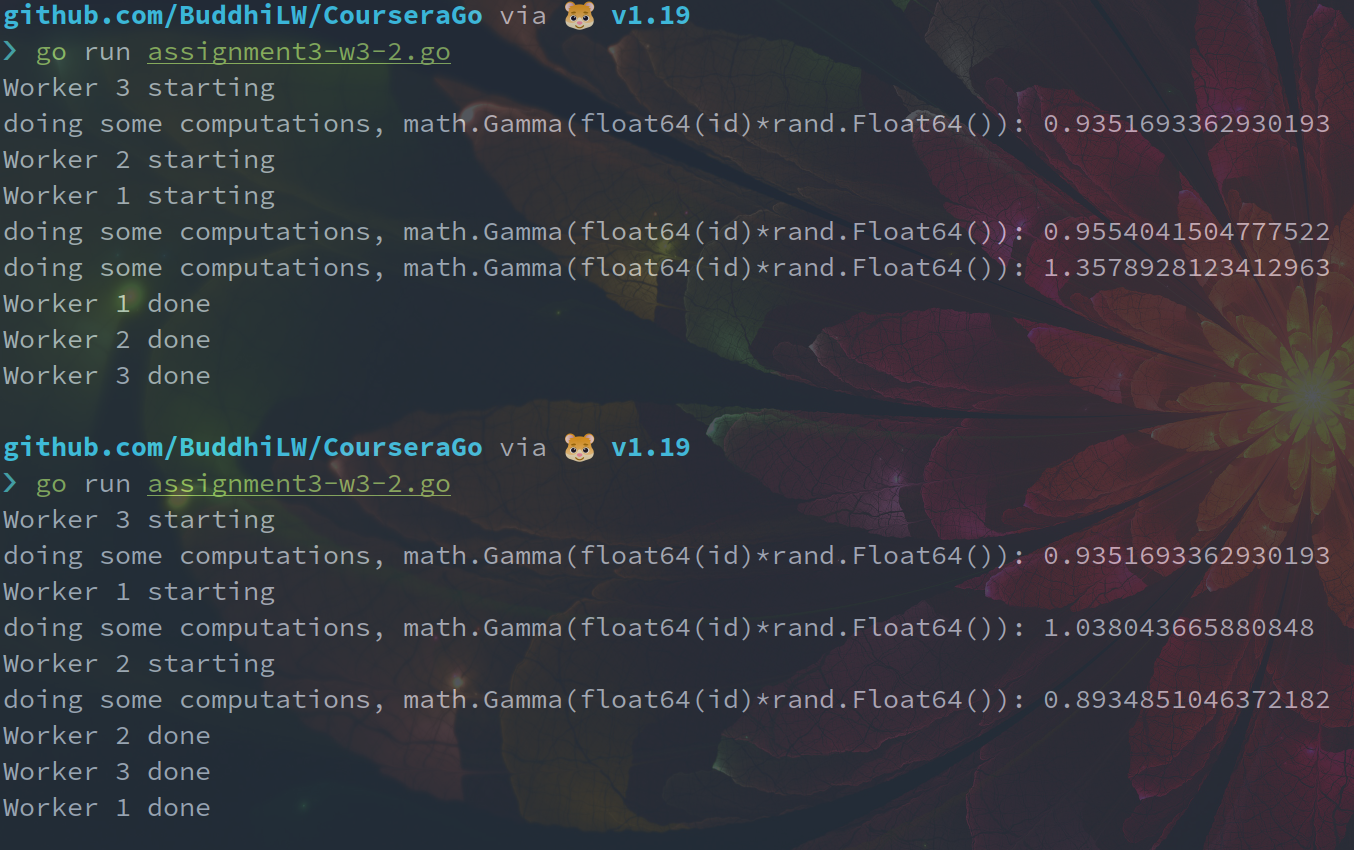 github.com/BuddhiLW/CourseraGo via 🐹 v1.19
❯ go run assignment3-w3-2.go
Worker 3 starting
doing some computations, math.Gamma(float64(id)*rand.Float64()): 0.9351693362930193
Worker 2 starting
Worker 1 starting
doing some computations, math.Gamma(float64(id)*rand.Float64()): 0.9554041504777522
doing some computations, math.Gamma(float64(id)*rand.Float64()): 1.3578928123412963
Worker 1 done
Worker 2 done
Worker 3 done
github.com/BuddhiLW/CourseraGo via 🐹 v1.19
❯ go run assignment3-w3-2.go
Worker 3 starting
doing some computations, math.Gamma(float64(id)*rand.Float64()): 0.9351693362930193
Worker 1 starting
doing some computations, math.Gamma(float64(id)*rand.Float64()): 1.038043665880848
Worker 2 starting
doing some computations, math.Gamma(float64(id)*rand.Float64()): 0.8934851046372182
Worker 2 done
Worker 3 done
Worker 1 done